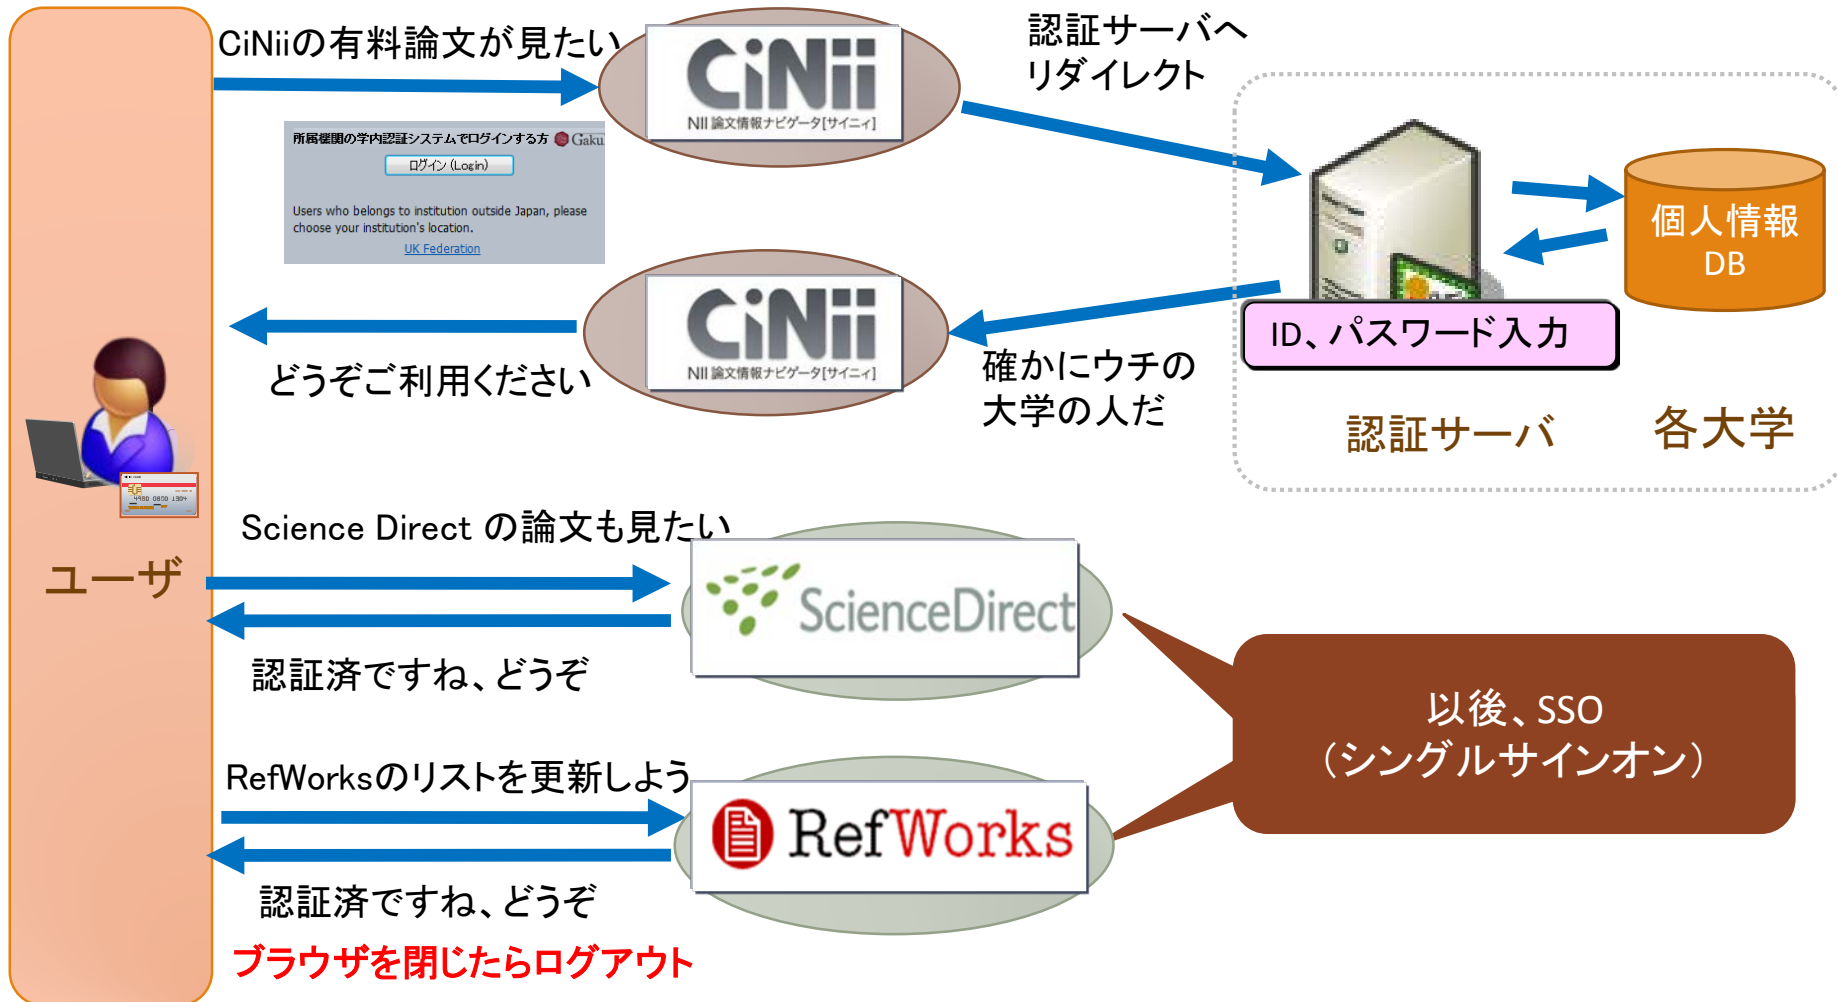 CiNiiの有料論文が見たい
CiNii
NII 論文情報ナビゲータ[サイニィ]
認証サーバへ
リダイレクト
所属機関の学内認証システムでログインする方 Gaku
ログイン (Login)
Users who belongs to institution outside Japan, please
choose your institution's location.
UK Federation
個人情報
DB
ID、パスワード入力
CiNii
NII 論文情報ナビゲータ[サイニィ]
どうぞご利用ください
確かにウチの
大学の人だ
認証サーバ
各大学
ユーザ
Science Direct の論文も見たい
ScienceDirect
認証済ですね、どうぞ
以後、SSO
（シングルサインオン）
RefWorksのリストを更新しよう
RefWorks
認証済ですね、どうぞ
ブラウザを閉じたらログアウト